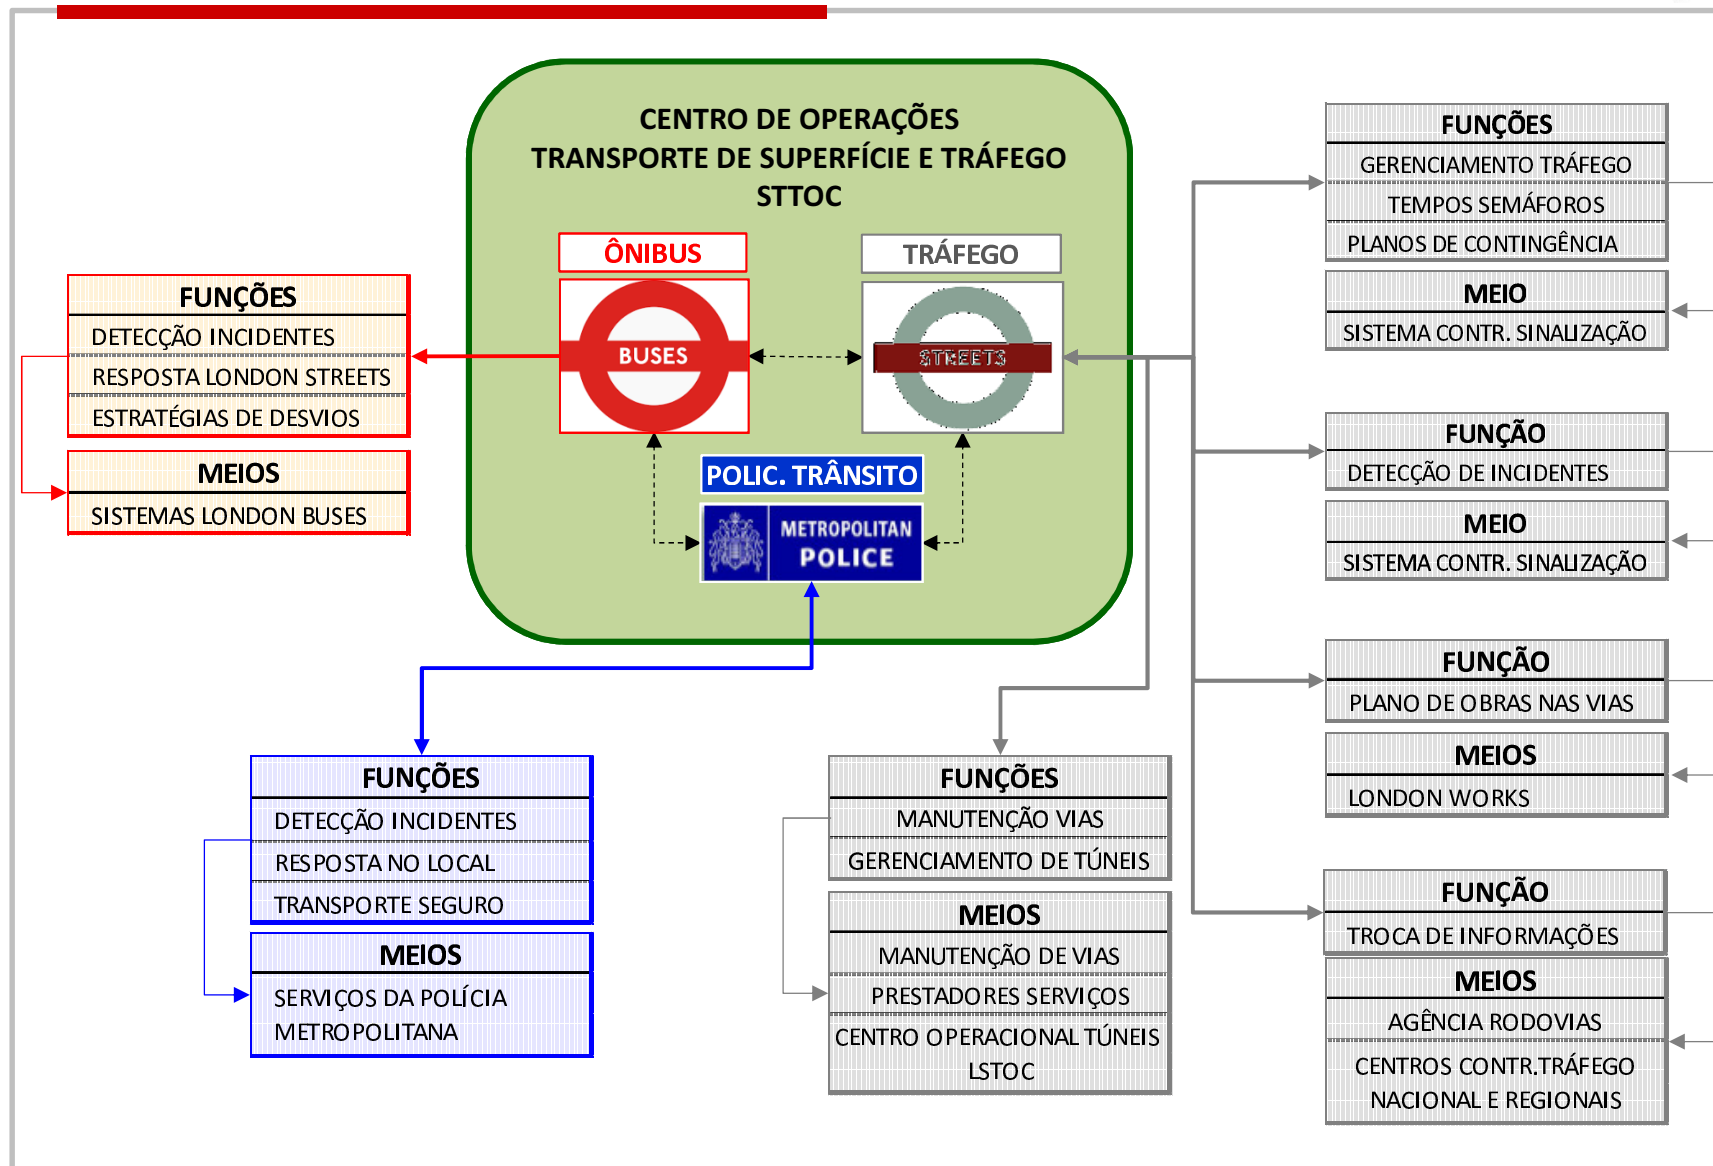 CENTRO DE OPERAÇÕES
TRANSPORTE DE SUPERFÍCIE E TRÁFEGO
STTOC
ÔNIBUS
BUSES
TRÁFEGO
STREETS
POLIC. TRÂNSITO
METROPOLITAN
POLICE
FUNÇÕES
DETECÇÃO INCIDENTES
RESPOSTA LONDON STREETS
ESTRATÉGIAS DE DESVIOS
MEIOS
SISTEMAS LONDON BUSES
FUNÇÕES
DETECÇÃO INCIDENTES
RESPOSTA NO LOCAL
TRANSPORTE SEGURO
MEIOS
SERVIÇOS DA POLÍCIA
METROPOLITANA
FUNÇÕES
MANUTENÇÃO VIAS
GERENCIAMENTO DE TÚNEIS
MEIOS
MANUTENÇÃO DE VIAS
PRESTADORES SERVIÇOS
CENTRO OPERACIONAL TÚNEIS
LSTOC
FUNÇÕES
GERENCIAMENTO TRÁFEGO
TEMPOS SEMÁFOROS
PLANOS DE CONTINGÊNCIA
MEIO
SISTEMA CONTR. SINALIZAÇÃO
FUNÇÃO
DETECÇÃO DE INCIDENTES
MEIO
SISTEMA CONTR. SINALIZAÇÃO
FUNÇÃO
PLANO DE OBRAS NAS VIAS
MEIOS
LONDON WORKS
FUNÇÃO
TROCA DE INFORMAÇÕES
MEIOS
AGÊNCIA RODOVIAS
CENTROS CONTR.TRÁFEGO
NACIONAL E REGIONAIS